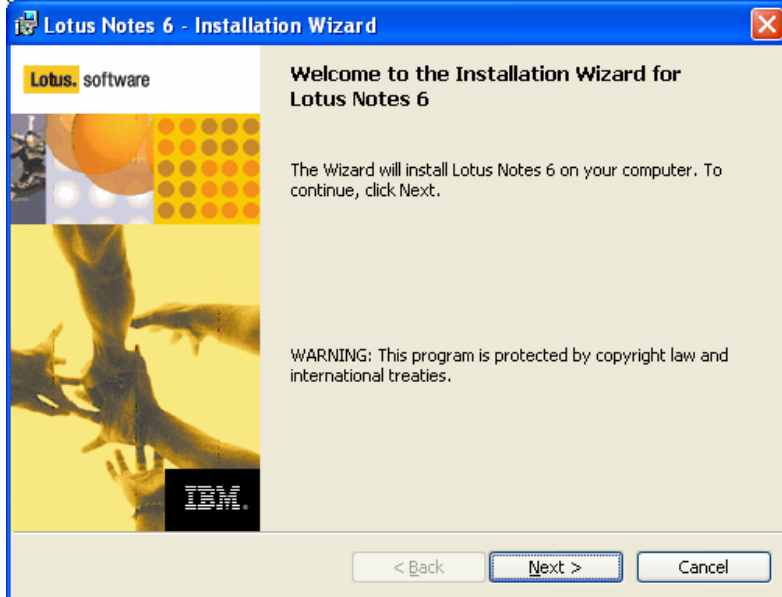 Lotus Notes 6 - Installation Wizard
Lotus. software
Welcome to the Installation Wizard for
Lotus Notes 6
The Wizard will install Lotus Notes 6 on your computer. To
continue, click Next.
WARNING: This program is protected by copyright law and
international treaties.
IBM.
< Back
Next >
Cancel